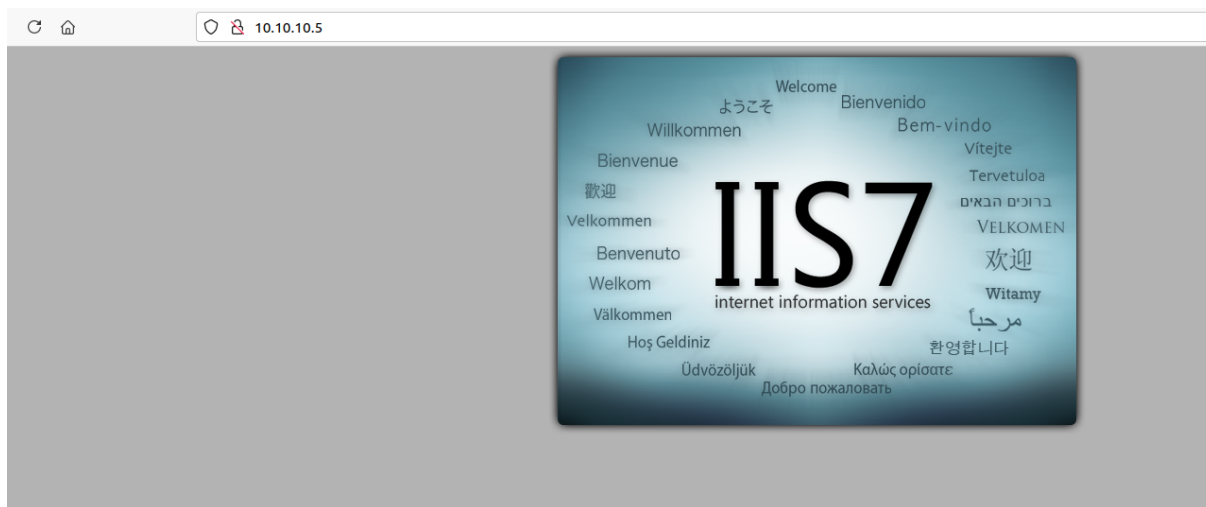 10.10.10.5
Welcome
ようこそ
Bienvenido
Willkommen
Bem-vindo
Vítejte
Bienvenue
Tervetuloa
歡迎
ברוכים הבאים
Velkommen
VELKOMEN
Benvenuto
欢迎
Welkom
Witamy
IIS7
internet information services
Välkommen
مرحباً
Hoş Geldiniz
환영합니다
Üdvözöljük
Καλώς ορίσατε
Добро пожаловать